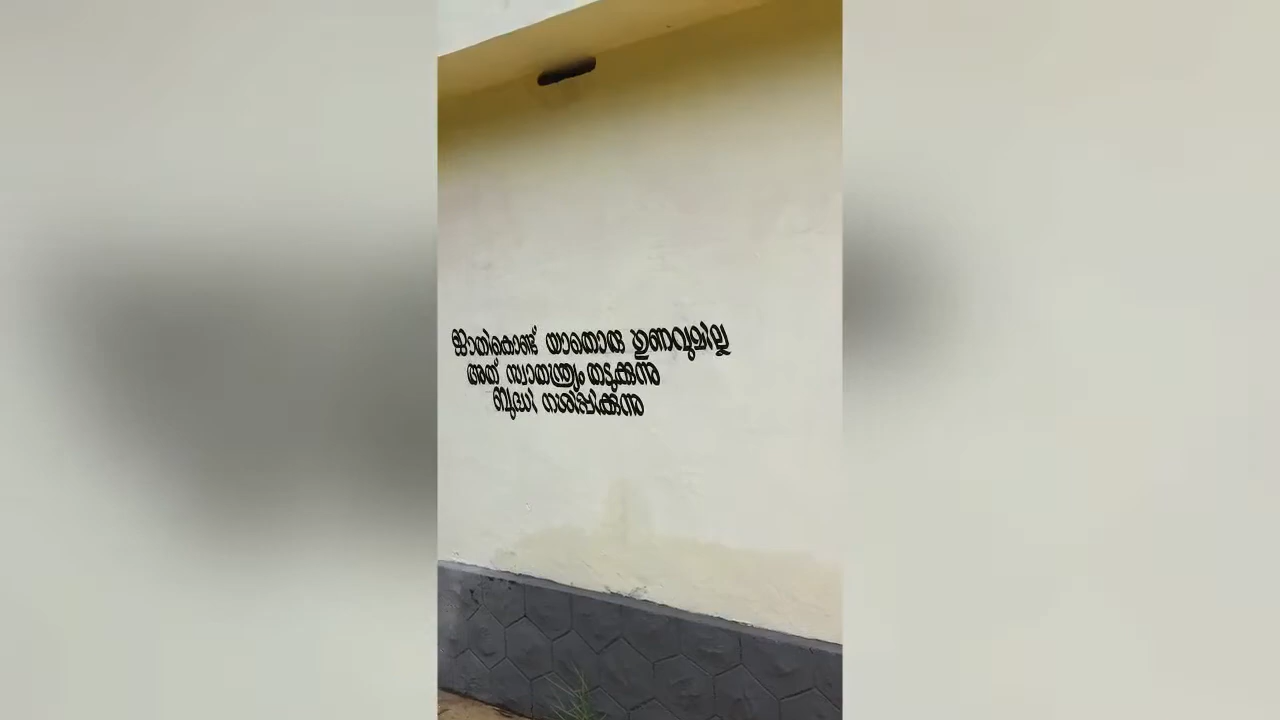 ജാതികൊണ്ട് യാതൊരു ഗുണവുമില്ല
അത് സ്വാതന്ത്ര്യം തടുക്കുന്നു
ബുദ്ധി നശിപ്പിക്കുന്നു